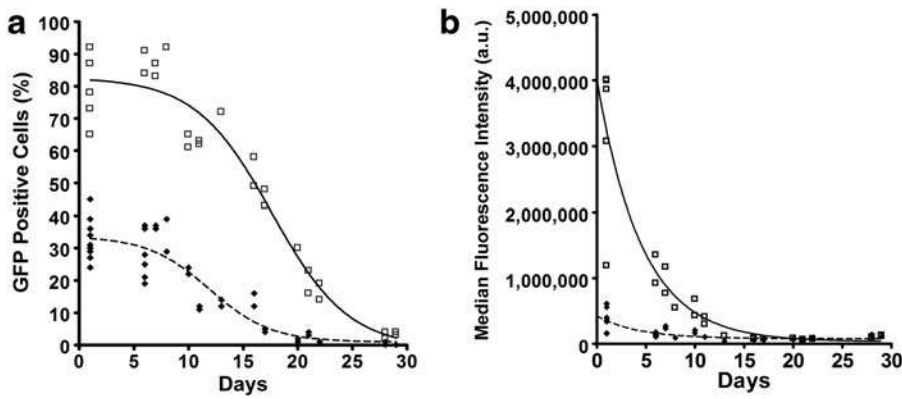 a
GFP Positive Cells (%)
100
90
80
70
60
50
40
30
20
10
0
0 5 10 15 20 25 30
Days
b
Median Fluorescence Intensity (a.u.)
5,000,000
4,000,000
3,000,000
2,000,000
1,000,000
0
0 5 10 15 20 25 30
Days